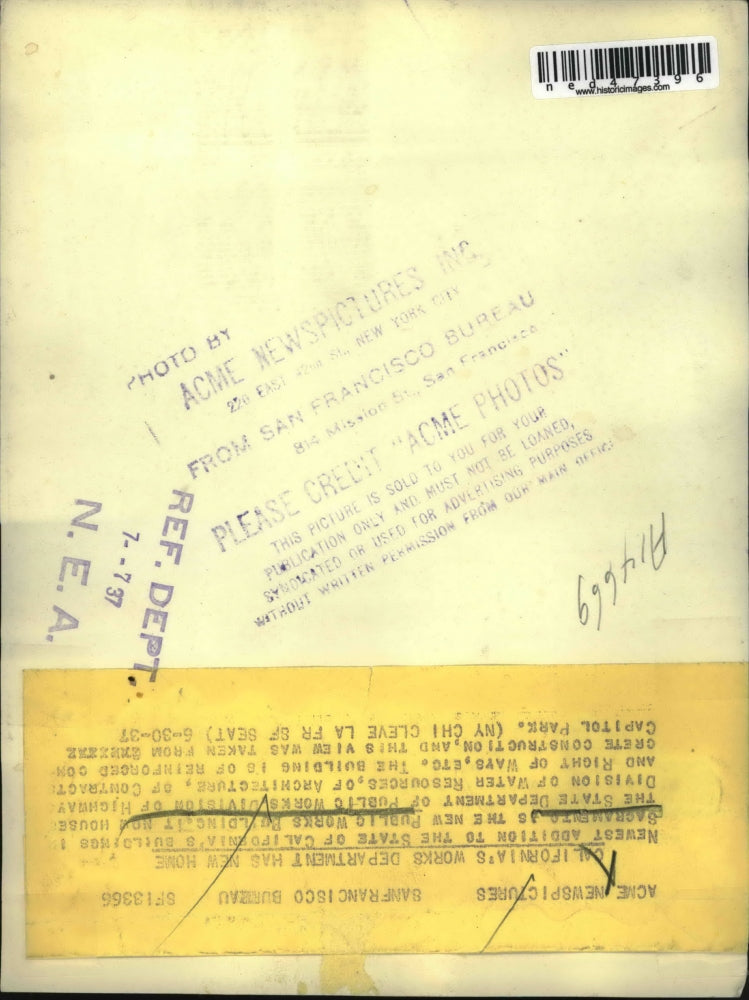 ned47396
www.historicimages.com
PHOTO BY
ACME NEWSPICTURES INC.
220 EAST 42nd St., NEW YORK CITY
FROM SAN FRANCISCO BUREAU
814 Mission St., San Francisco
PLEASE CREDIT "ACME PHOTOS"
THIS PICTURE IS SOLD TO YOU FOR YOUR
PUBLICATION ONLY AND MUST NOT BE LOANED,
SYNDICATED OR USED FOR ADVERTISING PURPOSES
WITHOUT WRITTEN PERMISSION FROM OUR MAIN OFFICE
REF. DEPT.
7--737
N. E. A.
A14669
ACME NEWSPICTURES SANFRANCISCO BUREAU SF13366
CALIFORNIA'S WORKS DEPARTMENT HAS NEW HOME
NEWEST ADDITION TO THE STATE OF CALIFORNIA'S BUILDINGS I
SACRAMENTO IS THE NEW PUBLIC WORKS BUILDING. IT NOW HOUSE
THE STATE DEPARTMENT OF PUBLIC WORKS DIVISION OF HIGHWAY
DIVISION OF WATER RESOURCES, OF ARCHITECTURE, OF CONTRACT
AND RIGHT OF WAYS, ETC. THE BUILDING IS OF REINFORCED CON
CRETE CONSTRUCTION, AND THIS VIEW WAS TAKEN FROM
CAPITOL PARK. (NY CHI CLEVE LA FR SF SEAT) 6-30-37